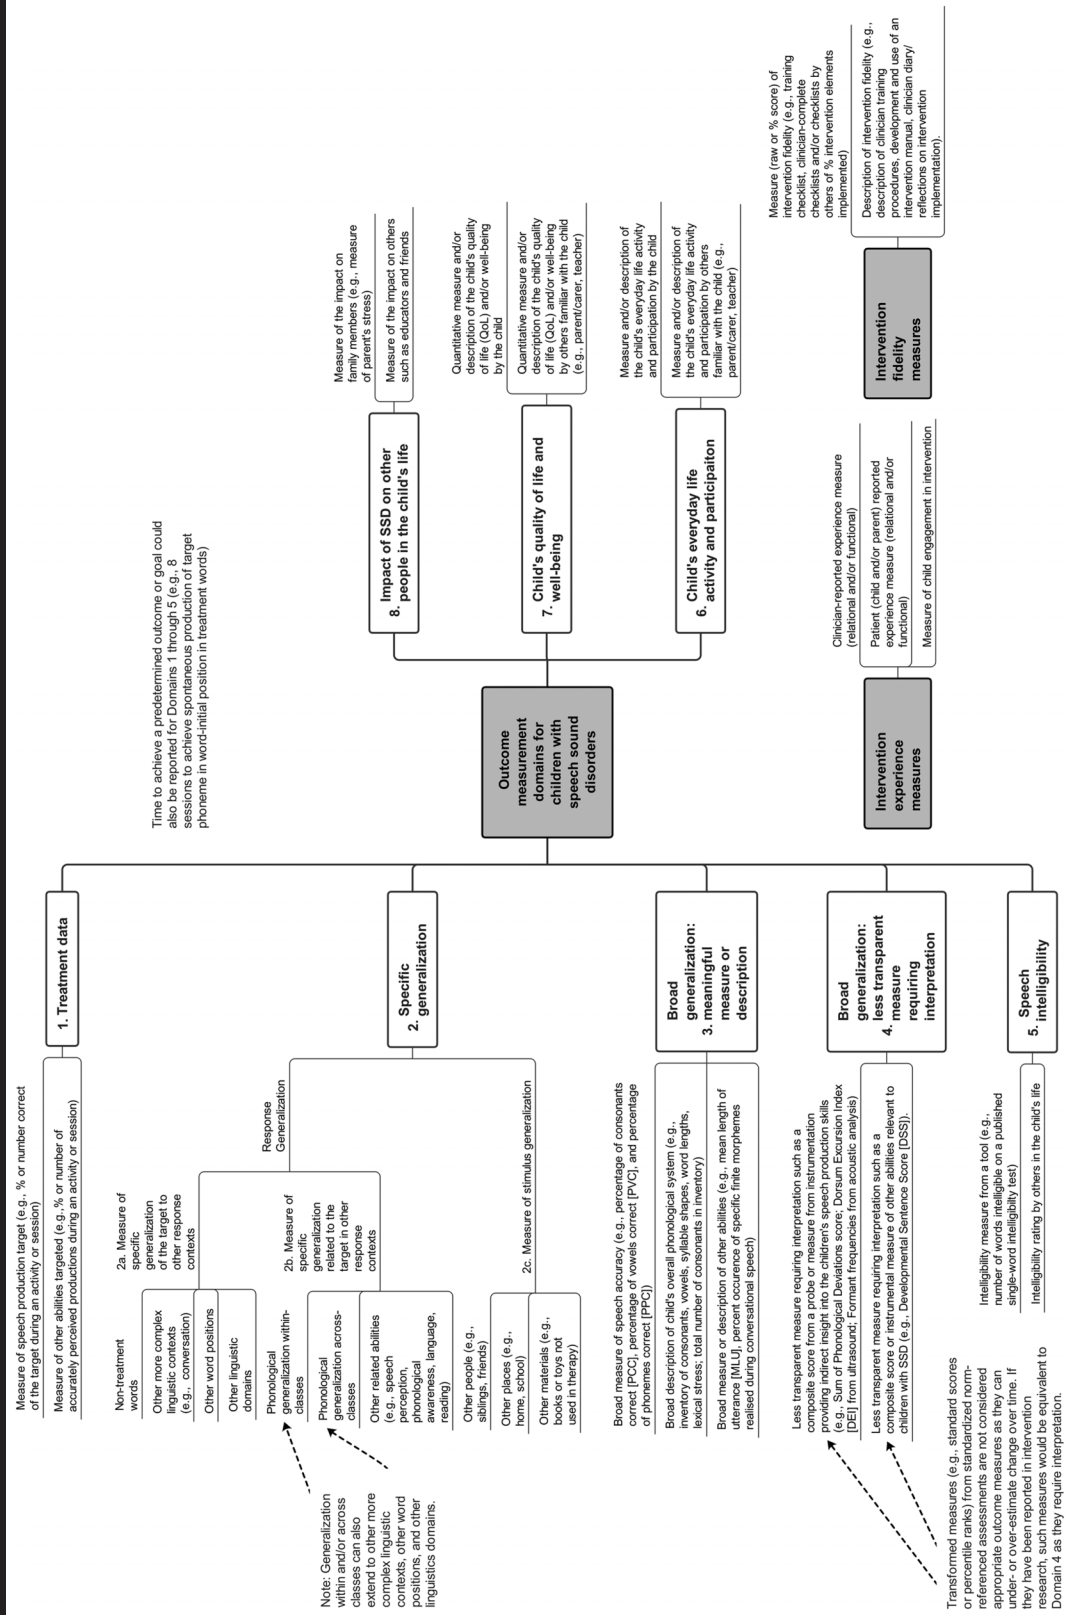 Measure of speech production target (e.g., % or number correct
of the target during an activity or session)
Measure of other abilities targeted (e.g.,% or number of
accurately perceived productions during an activity or session)
1. Treatment data
Non-treatment
words
Other more complex
linguistic contexts
(e.g., conversation)
Other word positions
Other linguistic
domains
2a. Measure of
specific
generalization
of the target to
other response
contexts
Phonological
generalization within-
classes
Phonological
generalization across-
classes
Other related abilities
(e.g., speech
perception,
phonological
awareness, language,
reading)
2b. Measure of
specific
generalization
related to the
target in other
response
contexts
Response
Generalization
Other people (e.g.,
siblings, friends)
Other places (e.g.,
home, school)
Other materials (e.g.,
books or toys not
used in therapy)
2c. Measure of stimulus generalization
2. Specific
generalization
Note: Generalization
within and/or across
classes can also
extend to other more
complex linguistic
contexts, other word
positions, and other
linguistics domains.
Broad measure of speech accuracy (e.g., percentage of consonants
correct [PCC], percentage of vowels correct [PVC], and percentage
of phonemes correct [PPC])
Broad description of child's overall phonological system (e.g.,
inventory of consonants, vowels, syllable shapes, word lengths,
lexical stress; total number of consonants in inventory)
Broad measure or description of other abilities (e.g., mean length of
utterance [MLU], percent occurence of specific finite morphemes
realised during conversational speech)
Broad
generalization:
3. meaningful
measure or
description
Less transparent measure requiring interpretation such as a
composite score from a probe or measure from instrumentation
providing indirect insight into the children's speech production skills
(e.g., Sum of Phonological Deviations score; Dorsum Excursion Index
[DEI] from ultrasound; Formant frequencies from acoustic analysis)
Less transparent measure requiring interpretation such as a
composite score or instrumental measure of other abilities relevant to
children with SSD (e.g., Developmental Sentence Score [DSS]).
Broad
generalization:
less transparent
4. measure
requiring
interpretation
Transformed measures (e.g., standard scores
or percentile ranks) from standardized norm-
referenced assessments are not considered
appropriate outcome measures as they can
under- or over-estimate change over time. If
they have been reported in intervention
research, such measures would be equivalent to
Domain 4 as they require interpretation.
Intelligibility measure from a tool (e.g.,
number of words intelligible on a published
single-word intelligibilty test)
Intelligibility rating by others in the child's life
5. Speech
intelligibility
Time to achieve a predetermined outcome or goal could
also be reported for Domains 1 through 5 (e.g., 8
sessions to achieve spontaneous production of target
phoneme in word-initial position in treatment words)
Outcome
measurement
domains for
children with
speech sound
disorders
8. Impact of SSD on other
people in the child's life
Measure of the impact on
family members (e.g., measure
of parent's stress)
Measure of the impact on others
such as educators and friends
7. Child's quality of life and
well-being
Quantitative measure and/or
description of the child's quality
of life (QoL) and/or well-being
by the child
Quantitative measure and/or
description of the child's quality
of life (QoL) and/or well-being
by others familiar with the child
(e.g., parent/carer, teacher)
6. Child's everyday life
activity and participaiton
Measure and/or description of
the child's everyday life activity
and participation by the child
Measure and/or description of
the child's everyday life activity
and participation by others
familiar with the child (e.g.,
parent/carer, teacher)
Intervention
experience
measures
Clinician-reported experience measure
(relational and/or functional)
Patient (child and/or parent) reported
experience measure (relational and/or
functional)
Measure of child engagement in intervention
Intervention
fidelity
measures
Measure (raw or % score) of
intervention fidelity (e.g., training
checklist, clinician-complete
checklists and/or checklists by
others of % intervention elements
implemented)
Description of intervention fidelity (e.g.,
description of clinician training
procedures, development and use of an
intervention manual, clinician diary/
reflections on intervention
implementation).